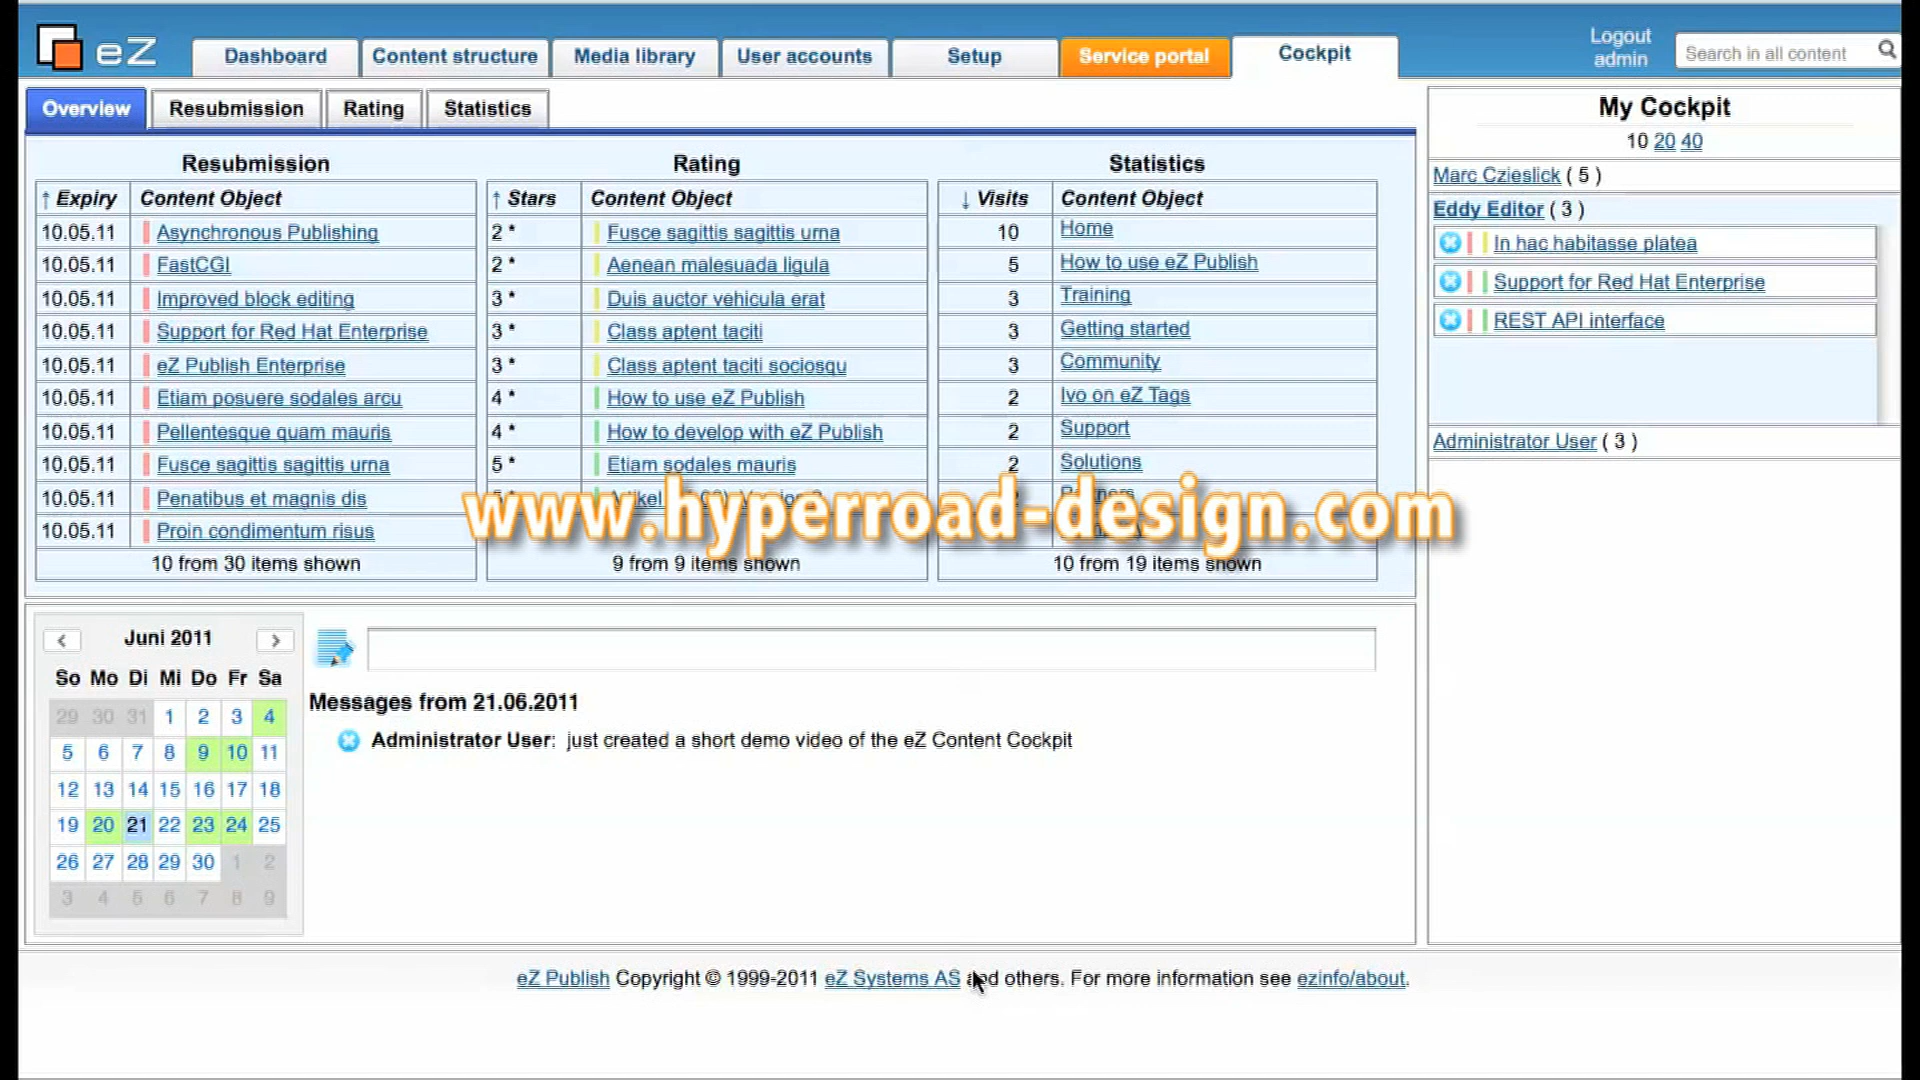 eZ
Dashboard
Content structure
Media library
User accounts
Setup
Service portal
Cockpit
Logout
admin
Search in all content
Overview
Resubmission
Rating
Statistics
Resubmission
Expiry Content Object
10.05.11 Asynchronous Publishing
10.05.11 FastCGI
10.05.11 Improved block editing
10.05.11 Support for Red Hat Enterprise
10.05.11 eZ Publish Enterprise
10.05.11 Etiam posuere sodales arcu
10.05.11 Pellentesque quam mauris
10.05.11 Fusce sagittis sagittis urna
10.05.11 Penatibus et magnis dis
10.05.11 Proin condimentum risus
10 from 30 items shown
Rating
Stars Content Object
2 * Fusce sagittis sagittis urna
2 * Aenean malesuada ligula
3 * Duis auctor vehicula erat
3 * Class aptent taciti
3 * Class aptent taciti sociosqu
4 * How to use eZ Publish
4 * How to develop with eZ Publish
5 * Etiam sodales mauris
9 from 9 items shown
Statistics
Visits Content Object
10 Home
5 How to use eZ Publish
3 Training
3 Getting started
3 Community
2 Ivo on eZ Tags
2 Support
2 Solutions
10 from 19 items shown
www.hyperroad-design.com
My Cockpit
10 20 40
Marc Czieslick ( 5 )
Eddy Editor ( 3 )
In hac habitasse platea
Support for Red Hat Enterprise
REST API interface
Administrator User ( 3 )
Juni 2011
So Mo Di Mi Do Fr Sa
29 30 31 1 2 3 4
5 6 7 8 9 10 11
12 13 14 15 16 17 18
19 20 21 22 23 24 25
26 27 28 29 30 1 2
3 4 5 6 7 8 9
Messages from 21.06.2011
Administrator User: just created a short demo video of the eZ Content Cockpit
eZ Publish Copyright © 1999-2011 eZ Systems AS and others. For more information see ezinfo/about.